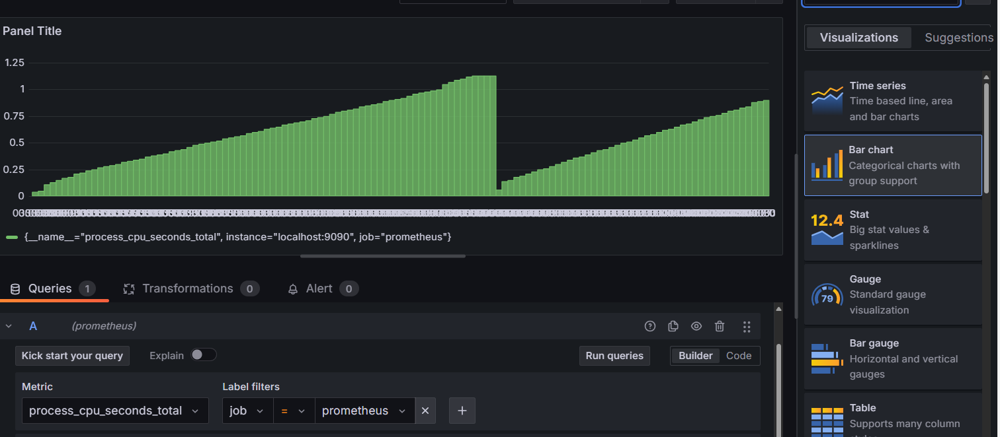 Panel Title
1.25
1
0.75
0.5
0.25
0
{__name__="process_cpu_seconds_total", instance="localhost:9090", job="prometheus"}
Queries 1 Transformations 0 Alert 0
A (prometheus)
Kick start your query Explain Run queries Builder Code
Metric Label filters
process_cpu_seconds_total job = prometheus
Visualizations Suggestions
Time series
Time based line, area
and bar charts
Bar chart
Categorical charts with
group support
12.4 Stat
Big stat values &
sparklines
Gauge
79 Standard gauge
visualization
Bar gauge
Horizontal and vertical
gauges
Table
Supports many column